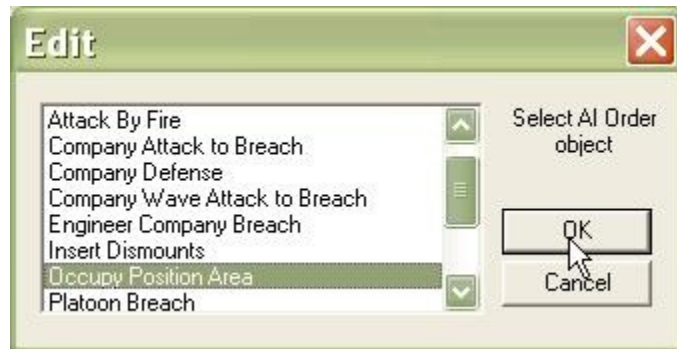 Edit
Attack By Fire
Company Attack to Breach
Company Defense
Company Wave Attack to Breach
Engineer Company Breach
Insert Dismounts
Occupy Position Area
Platoon Breach
Select AI Order
object
OK
Cancel